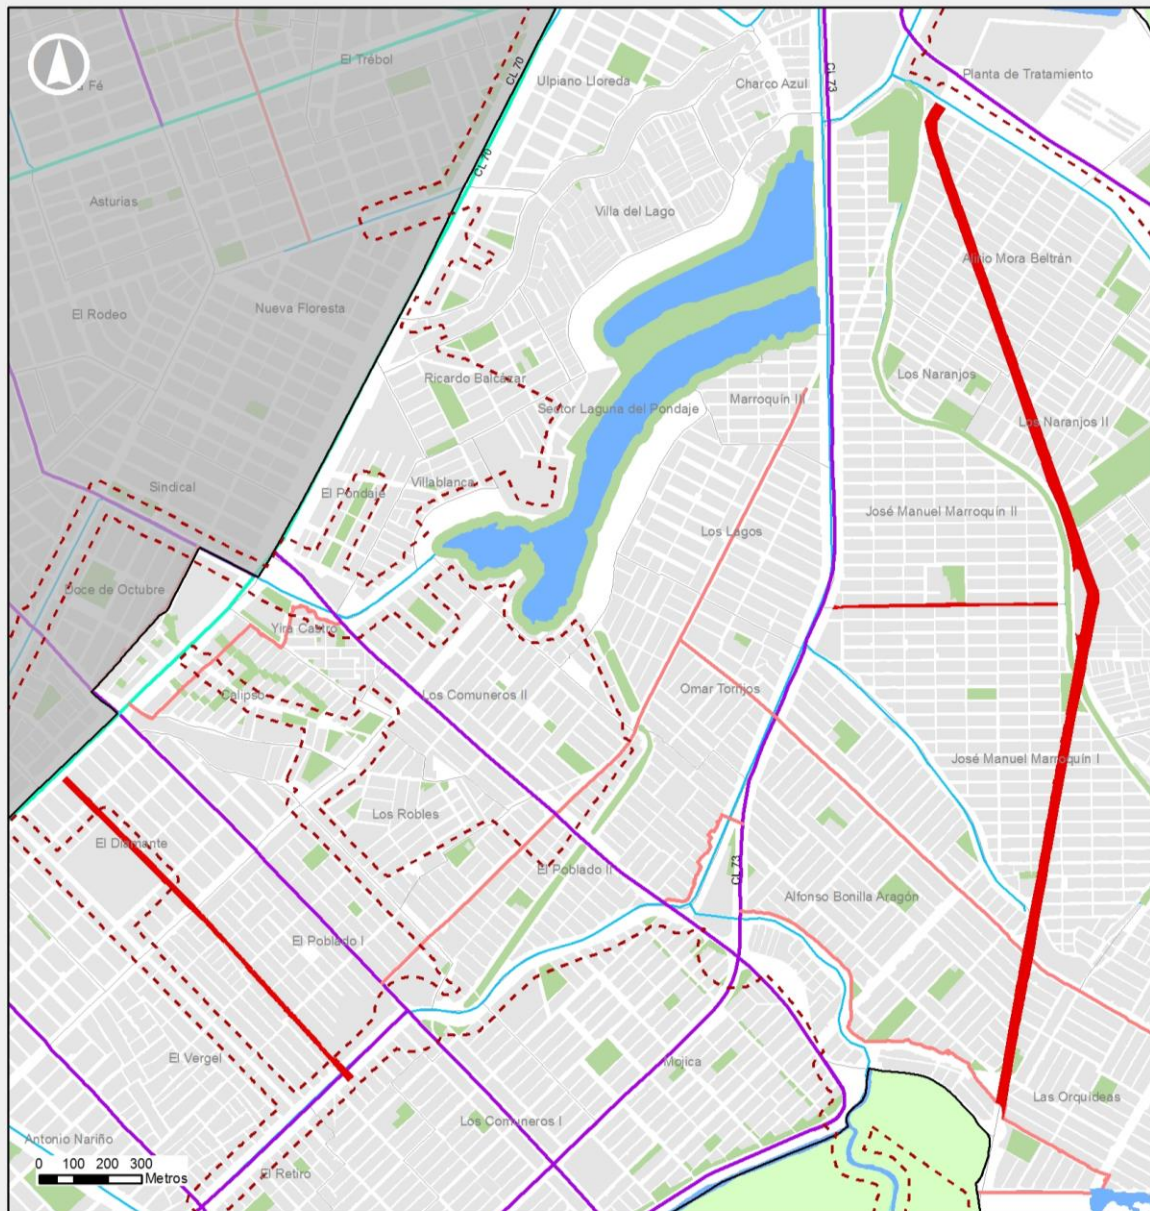 El Trébol
Fé
Ulpiano Lloreda
Charco Azul
Planta de Tratamiento
CL 70
CL 73
CL 70
Asturias
Villa del Lago
Alirio Mora Beltrán
El Rodeo
Nueva Floresta
Ricardo Balcázar
Los Naranjos
Sector Laguna del Pondaje
Marroquín III
Los Naranjos II
Sindical
El Pondaje
Villablanca
José Manuel Marroquín II
Los Lagos
Doce de Octubre
Yira Castro
Calipso
Los Comuneros II
Omar Torrijos
José Manuel Marroquín I
Los Robles
El Diamante
El Poblado II
CL 73
Alfonso Bonilla Aragón
El Poblado I
El Vergel
Mojica
Las Orquídeas
Los Comuneros I
Antonio Nariño
El Retiro
0 100 200 300
Metros